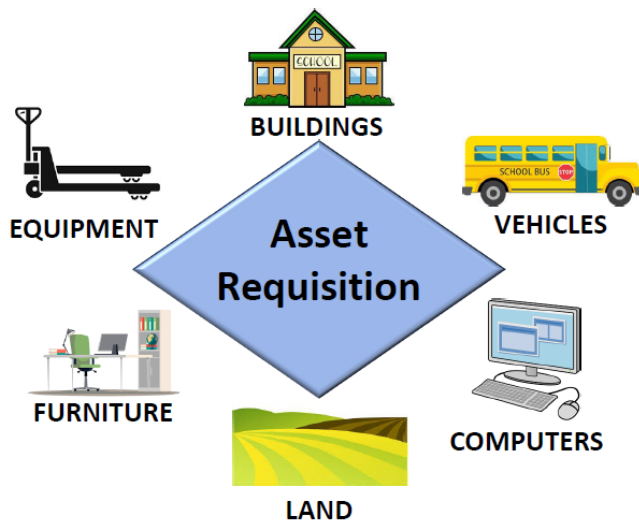 SCHOOL
BUILDINGS
SCHOOL BUS
STOP
EQUIPMENT
VEHICLES
Asset
Requisition
FURNITURE
COMPUTERS
LAND